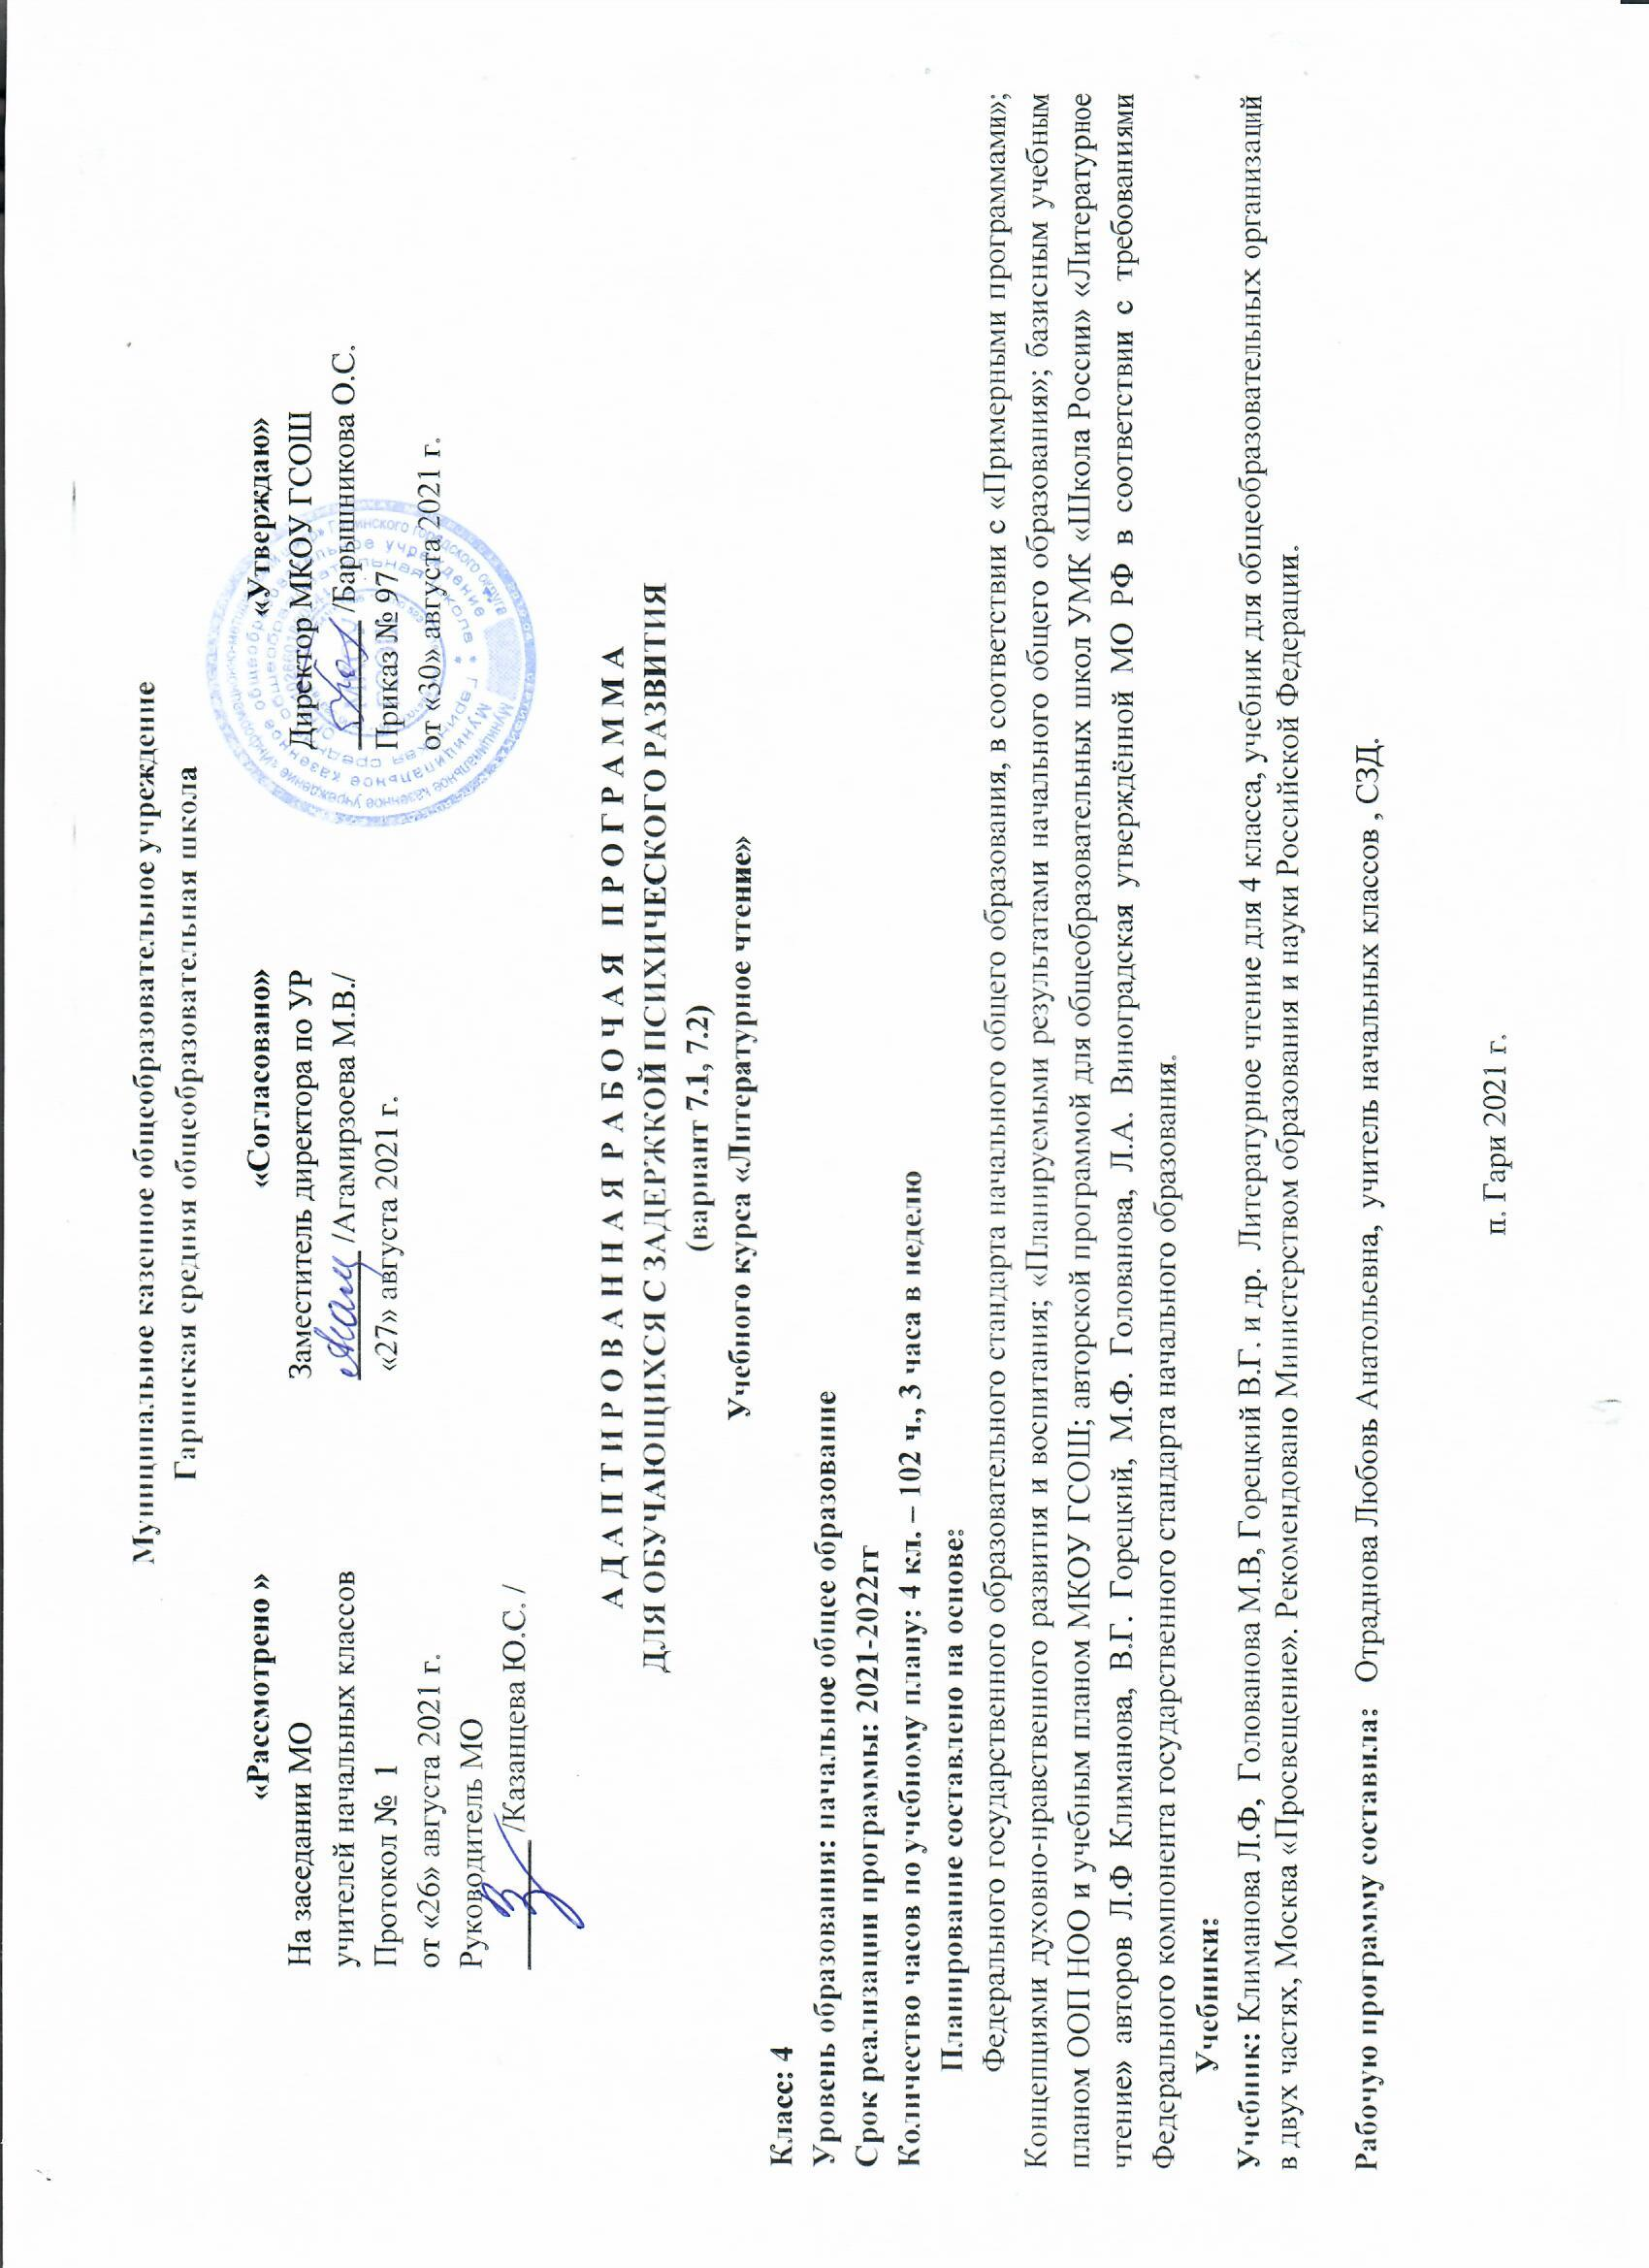 Муниципальное казенное общеобразовательное учреждение
Гаринская средняя общеобразовательная школа
«Рассмотрено »
На заседании МО
учителей начальных классов
Протокол № 1
от «26» августа 2021 г.
Руководитель МО
/Казанцева Ю.С. /
«Согласовано»
Заместитель директора по УР
/Агамирзоева М.В./
«27» августа 2021 г.
«Утверждаю»
Директор МКОУ ГСОШ
/Барышникова О.С.
Приказ № 97
от «30» августа 2021 г.
А Д А П Т И Р О В А Н Н А Я Р А Б О Ч А Я П Р О Г Р А М М А
ДЛЯ ОБУЧАЮЩИХСЯ С ЗАДЕРЖКОЙ ПСИХИЧЕСКОГО РАЗВИТИЯ
(вариант 7.1, 7.2)
Учебного курса «Литературное чтение»
Класс: 4
Уровень образования: начальное общее образование
Срок реализации программы: 2021-2022гг
Количество часов по учебному плану: 4 кл. – 102 ч., 3 часа в неделю
Планирование составлено на основе:
Федерального государственного образовательного стандарта начального общего образования, в соответствии с «Примерными программами»;
Концепциями духовно-нравственного развития и воспитания; «Планируемыми результатами начального общего образования»; базисным учебным
планом ООП НОО и учебным планом МКОУ ГСОШ; авторской программой для общеобразовательных школ УМК «Школа России» «Литературное
чтение» авторов Л.Ф Климанова, В.Г. Горецкий, М.Ф. Голованова, Л.А. Виноградская утверждённой МО РФ в соответствии с требованиями
Федерального компонента государственного стандарта начального образования.
Учебники:
Учебник: Климанова Л.Ф, Голованова М.В, Горецкий В.Г. и др. Литературное чтение для 4 класса, учебник для общеобразовательных организаций
в двух частях, Москва «Просвещение». Рекомендовано Министерством образования и науки Российской Федерации.
Рабочую программу составила: Отраднова Любовь Анатольевна, учитель начальных классов , СЗД.
п. Гари 2021 г.